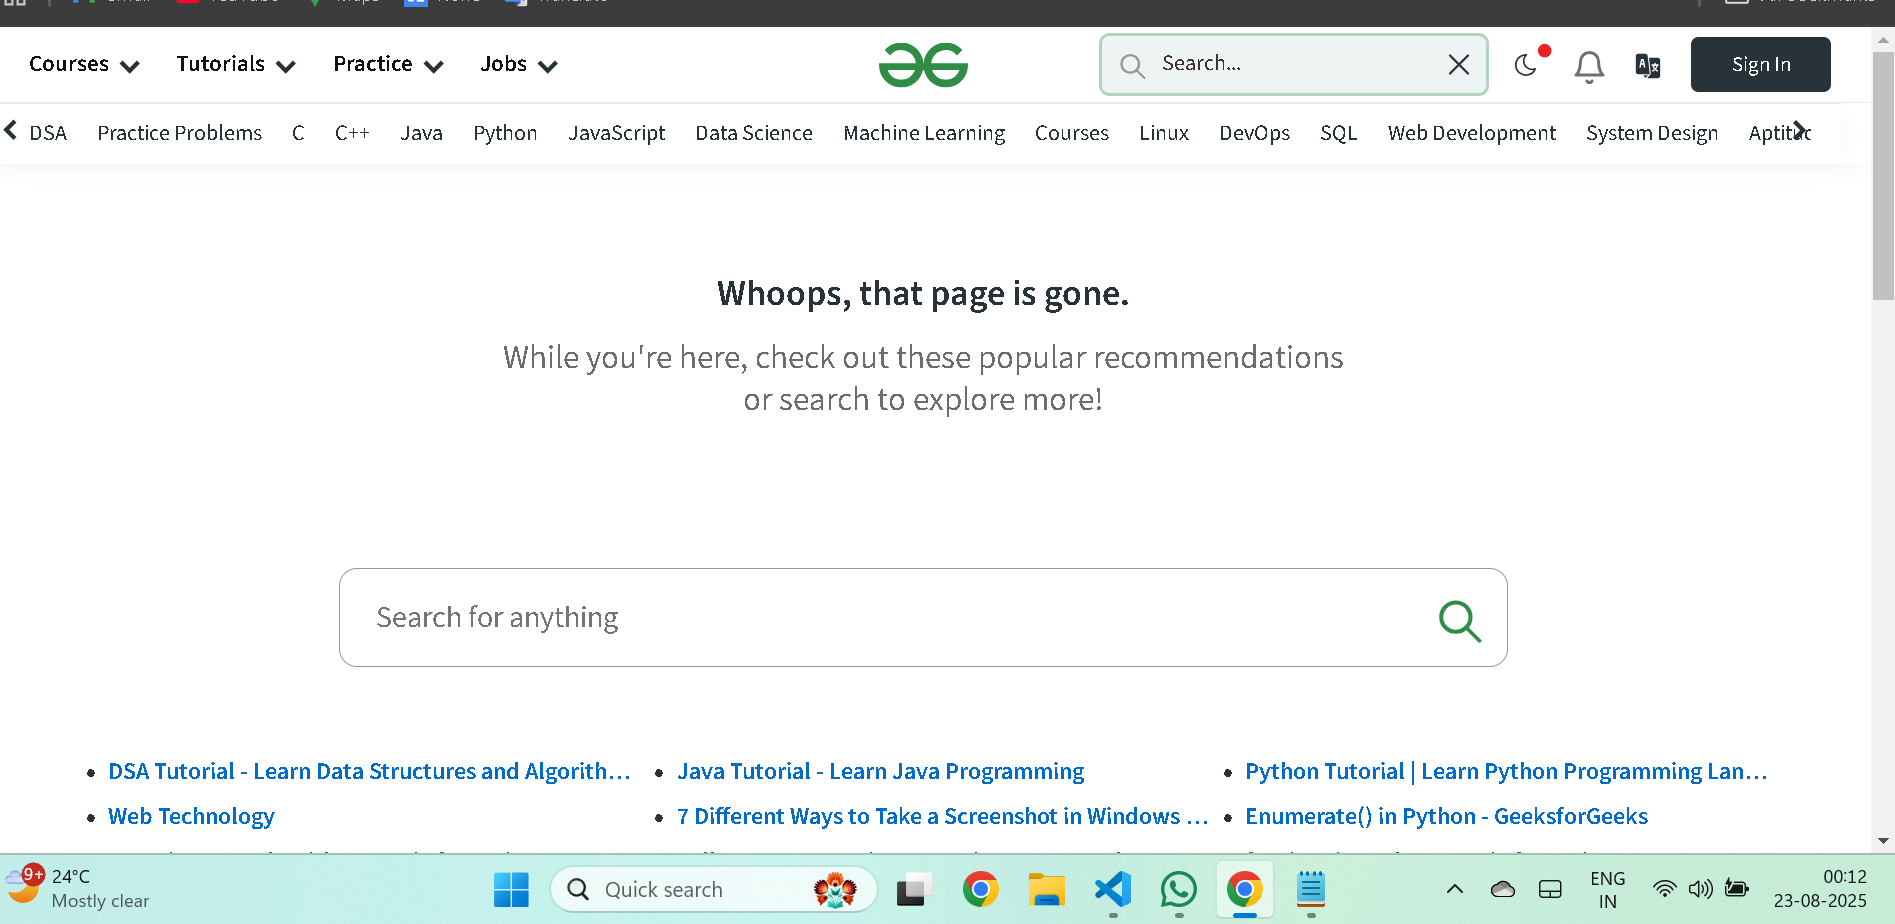 Courses Tutorials Practice Jobs Search... Sign In
DSA Practice Problems C C++ Java Python JavaScript Data Science Machine Learning Courses Linux DevOps SQL Web Development System Design
Whoops, that page is gone.
While you're here, check out these popular recommendations
or search to explore more!
Search for anything
• DSA Tutorial - Learn Data Structures and Algorith... • Java Tutorial - Learn Java Programming • Python Tutorial | Learn Python Programming Lan...
• Web Technology • 7 Different Ways to Take a Screenshot in Windows ... • Enumerate() in Python - GeeksforGeeks
9+ 24°C
Mostly clear
Quick search
ENG
IN
00:12
23-08-2025